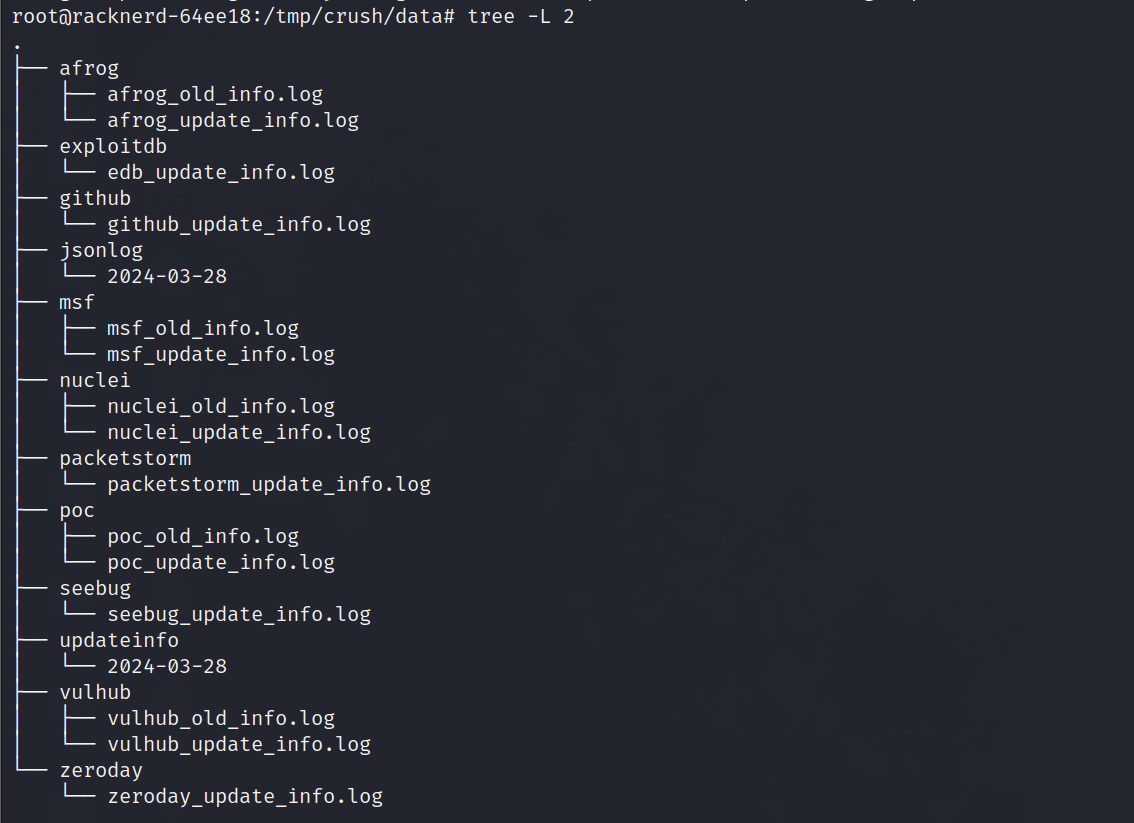 root@racknerd-64ee18:/tmp/crush/data# tree -L 2
.
├── afrog
│   ├── afrog_old_info.log
│   └── afrog_update_info.log
├── exploitdb
│   └── edb_update_info.log
├── github
│   └── github_update_info.log
├── jsonlog
│   └── 2024-03-28
├── msf
│   ├── msf_old_info.log
│   └── msf_update_info.log
├── nuclei
│   ├── nuclei_old_info.log
│   └── nuclei_update_info.log
├── packetstorm
│   └── packetstorm_update_info.log
├── poc
│   ├── poc_old_info.log
│   └── poc_update_info.log
├── seebug
│   └── seebug_update_info.log
├── updateinfo
│   └── 2024-03-28
├── vulhub
│   ├── vulhub_old_info.log
│   └── vulhub_update_info.log
└── zeroday
    └── zeroday_update_info.log